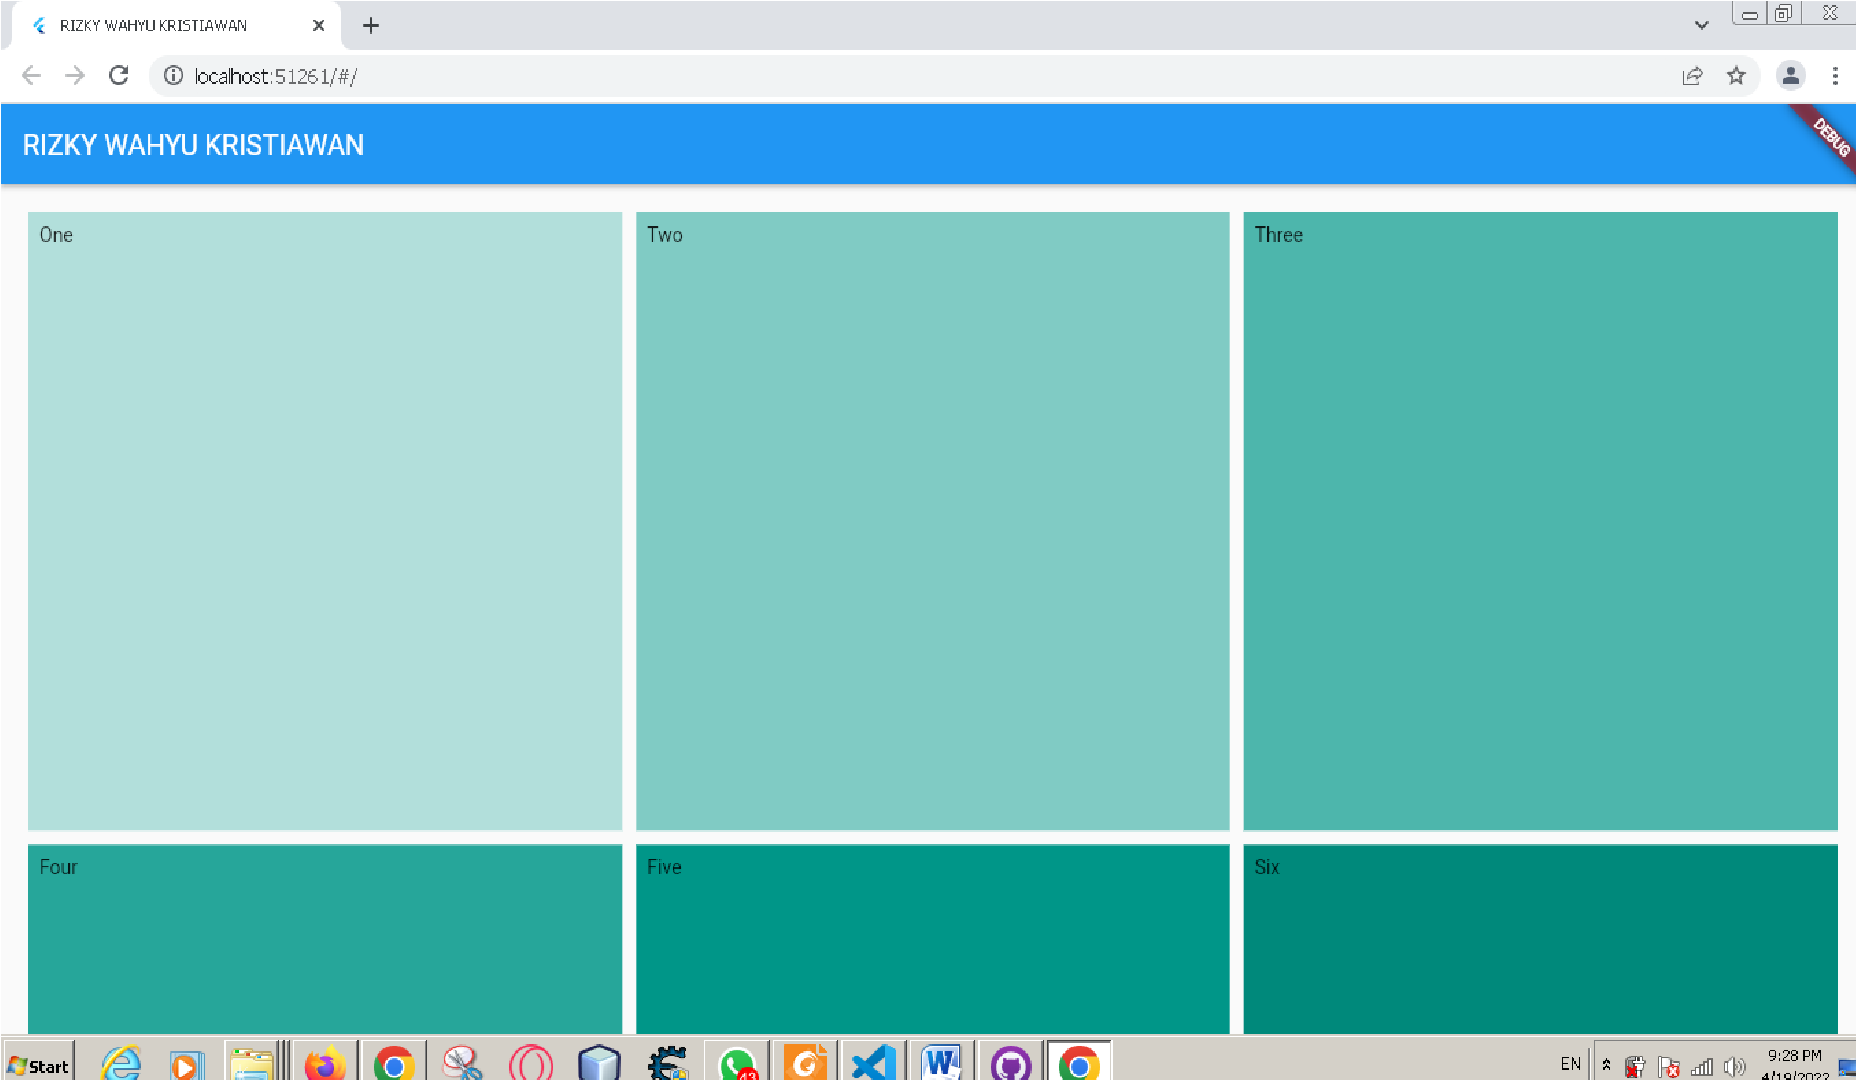 RIZKY WAHYU KRISTIAWAN
localhost:51261/#/
RIZKY WAHYU KRISTIAWAN
DEBUG
One
Two
Three
Four
Five
Six
Start
43
EN
9:28 PM
4/19/2022